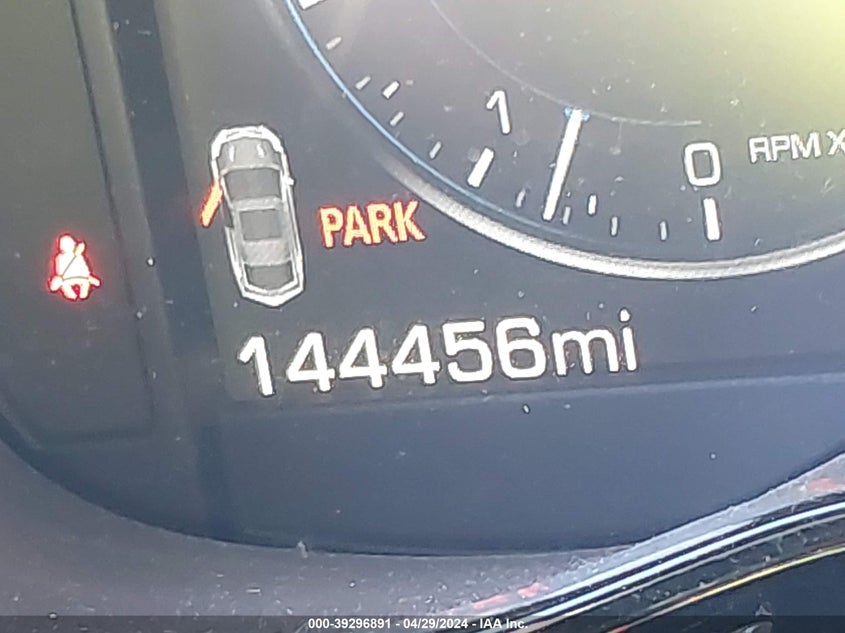 1
0
RPM X
PARK
144456mi
000-39296891 - 04/29/2024 - IAA Inc.